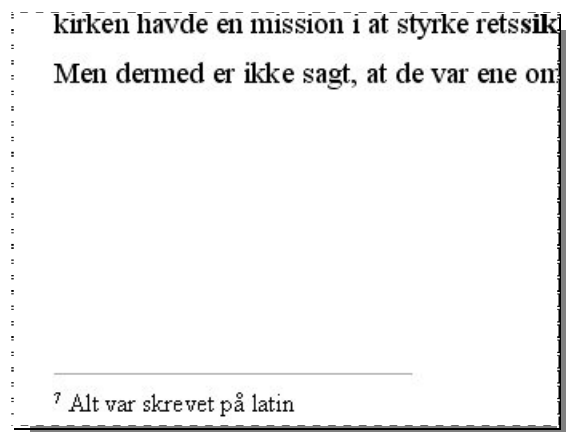 kirken havde en mission i at styrke retssik
Men dermed er ikke sagt, at de var ene om
⁷ Alt var skrevet på latin